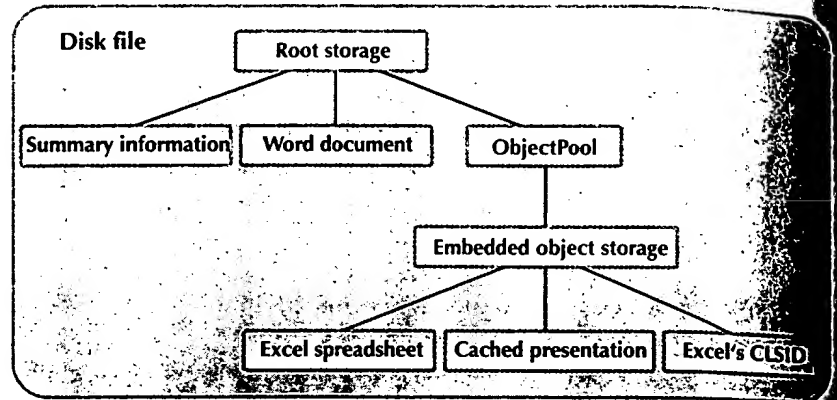 Disk file
Root storage
Summary information
Word document
ObjectPool
Embedded object storage
Excel spreadsheet
Cached presentation
Excel's CLSID